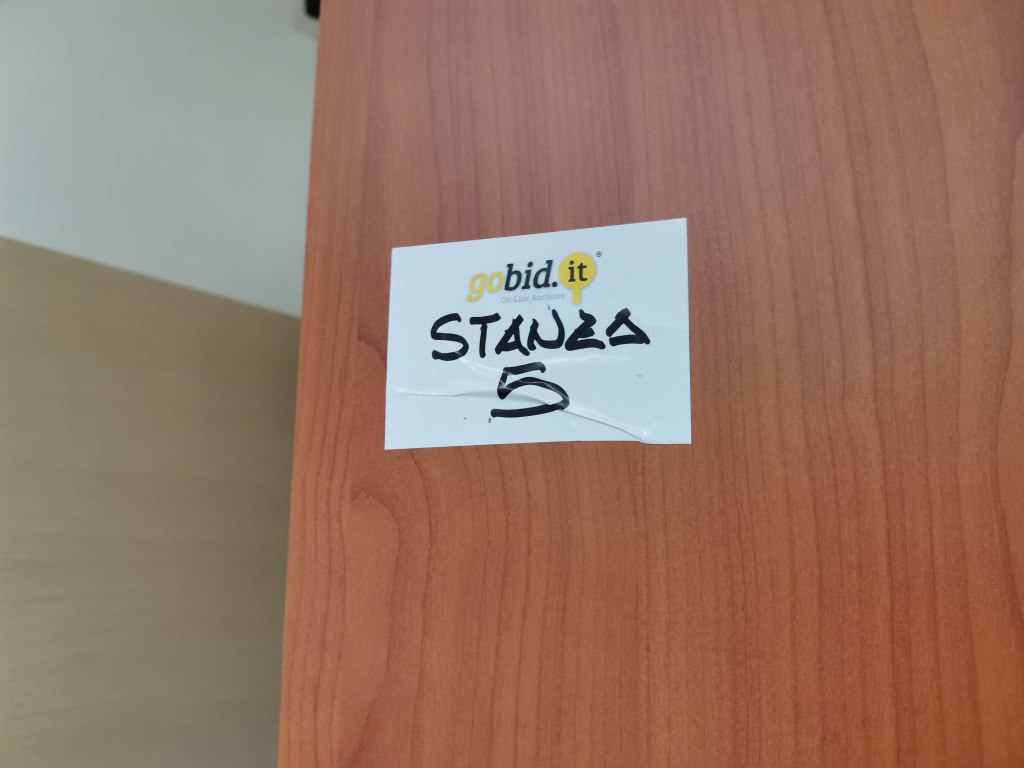 gobid.it®
On-Line Auctions
STANZA
5